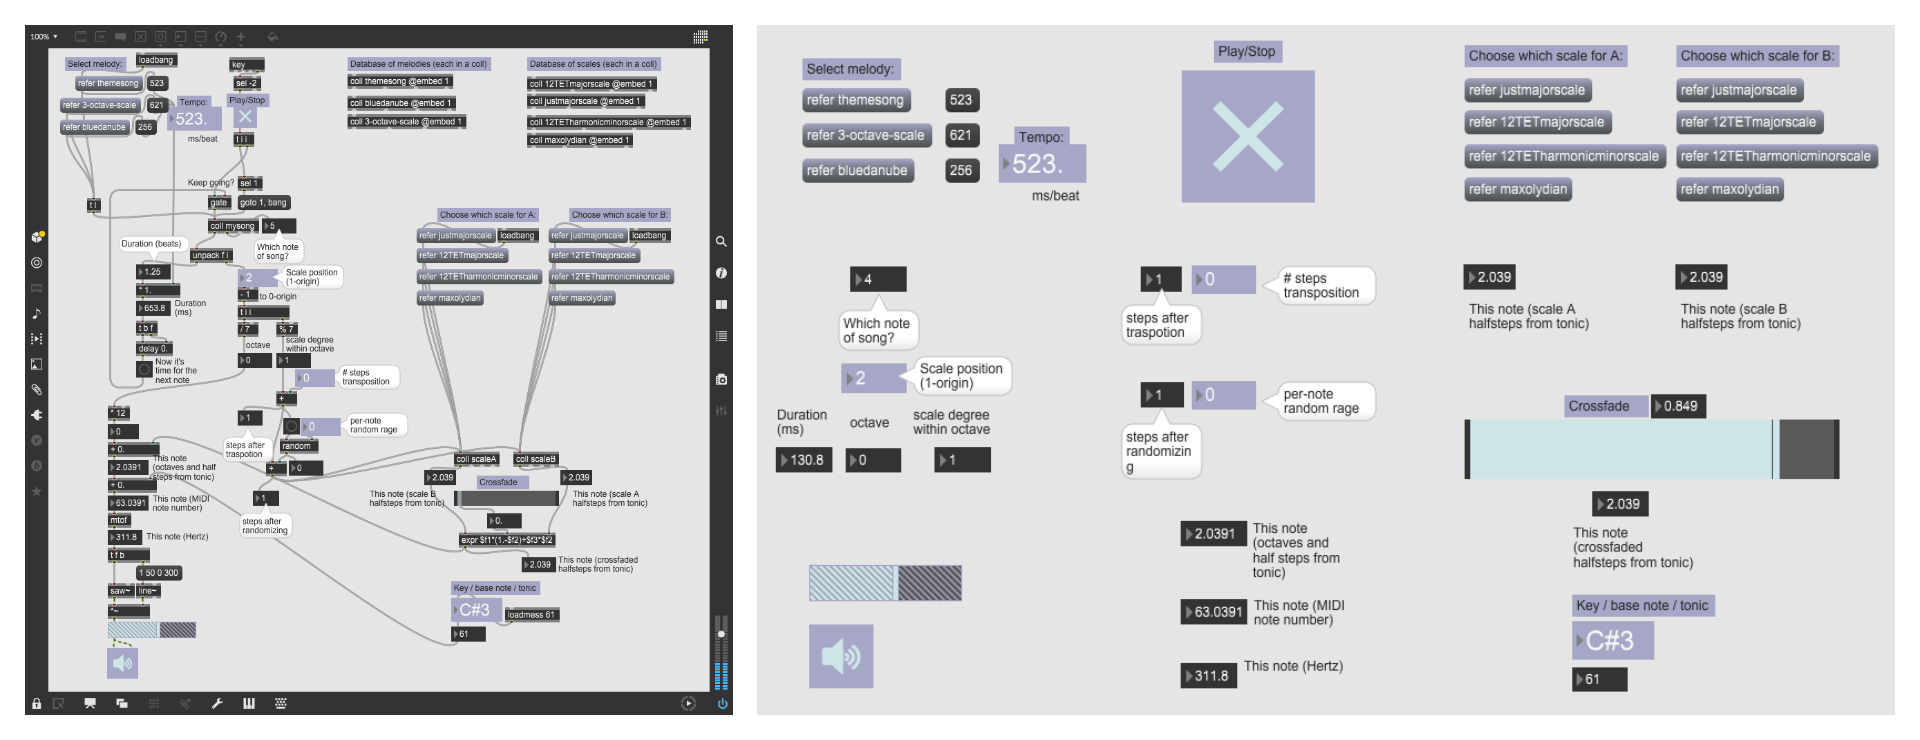 100%
Select melody:
loadbang
refer themesong
523
refer 3-octave-scale
621
refer bluedanube
256
Tempo:
523.
ms/beat
key
sel -2
Play/Stop
t i i
Database of melodies (each in a coll)
coll themesong @embed 1
coll bluedanube @embed 1
coll 3-octave-scale @embed 1
Database of scales (each in a coll)
coll 12TETmajorscale @embed 1
coll justmajorscale @embed 1
coll 12TETharmonicminorscale @embed 1
coll maxolydian @embed 1
Keep going?
sel 1
t l
gate
goto 1, bang
coll mysong
5
Which note
of song?
Duration (beats)
unpack f i
1.25
* 1.
653.8
Duration
(ms)
t b f
delay 0.
Now it's
time for the
next note
2
Scale position
(1-origin)
- 1
to 0-origin
t i i
/ 7
% 7
octave
scale degree
within octave
0
1
0
# steps
transposition
+
1
steps after
traspotion
0
per-note
random rage
random
+
0
1
steps after
randomizing
* 12
0
+ 0.
2.0391
This note
(octaves and half
steps from tonic)
+ 0.
63.0391
This note (MIDI
note number)
mtof
311.8
This note (Hertz)
t f b
1 50 0 300
saw~
line~
*~
Choose which scale for A:
refer justmajorscale
loadbang
refer 12TETmajorscale
refer 12TETharmonicminorscale
refer maxolydian
Choose which scale for B:
refer justmajorscale
loadbang
refer 12TETmajorscale
refer 12TETharmonicminorscale
refer maxolydian
coll scaleA
coll scaleB
2.039
2.039
Crossfade
This note (scale B
halfsteps from tonic)
This note (scale A
halfsteps from tonic)
0.
expr $f1*(1.-$f2)+$f3*$f2
2.039
This note (crossfaded
halfsteps from tonic)
Key / base note / tonic
C#3
loadmess 61
61
Select melody:
refer themesong
523
refer 3-octave-scale
621
refer bluedanube
256
Tempo:
523.
ms/beat
Play/Stop
Choose which scale for A:
refer justmajorscale
refer 12TETmajorscale
refer 12TETharmonicminorscale
refer maxolydian
Choose which scale for B:
refer justmajorscale
refer 12TETmajorscale
refer 12TETharmonicminorscale
refer maxolydian
4
Which note
of song?
2
Scale position
(1-origin)
Duration
(ms)
octave
scale degree
within octave
130.8
0
1
1
0
# steps
transposition
steps after
traspotion
1
0
per-note
random rage
steps after
randomizin
g
2.039
This note (scale A
halfsteps from tonic)
2.039
This note (scale B
halfsteps from tonic)
Crossfade
0.849
2.039
This note
(crossfaded
halfsteps from tonic)
2.0391
This note
(octaves and
half steps from
tonic)
63.0391
This note (MIDI
note number)
311.8
This note (Hertz)
Key / base note / tonic
C#3
61